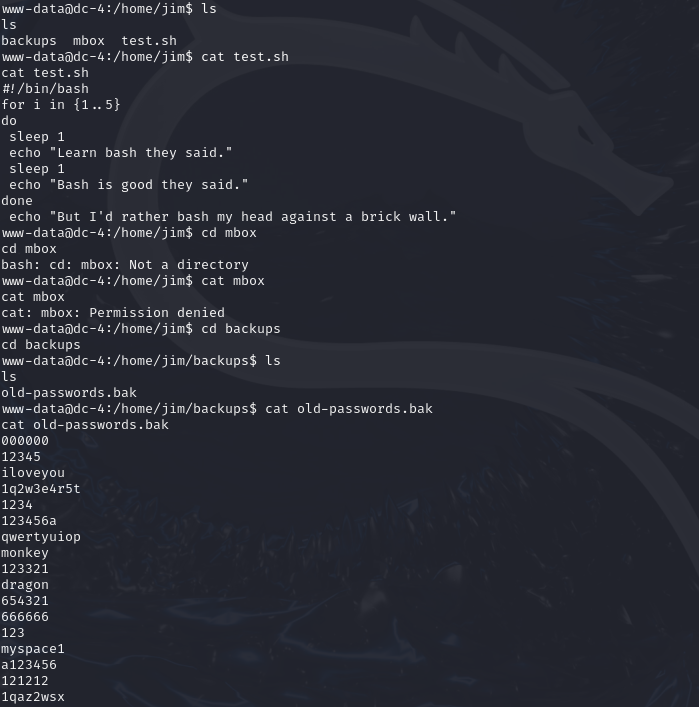 www-data@dc-4:/home/jim$ ls
ls
backups  mbox  test.sh
www-data@dc-4:/home/jim$ cat test.sh
cat test.sh
#!/bin/bash
for i in {1..5}
do
 sleep 1
 echo "Learn bash they said."
 sleep 1
 echo "Bash is good they said."
done
 echo "But I'd rather bash my head against a brick wall."
www-data@dc-4:/home/jim$ cd mbox
cd mbox
bash: cd: mbox: Not a directory
www-data@dc-4:/home/jim$ cat mbox
cat mbox
cat: mbox: Permission denied
www-data@dc-4:/home/jim$ cd backups
cd backups
www-data@dc-4:/home/jim/backups$ ls
ls
old-passwords.bak
www-data@dc-4:/home/jim/backups$ cat old-passwords.bak
cat old-passwords.bak
000000
12345
iloveyou
1q2w3e4r5t
1234
123456a
qwertyuiop
monkey
123321
dragon
654321
666666
123
myspace1
a123456
121212
1qaz2wsx